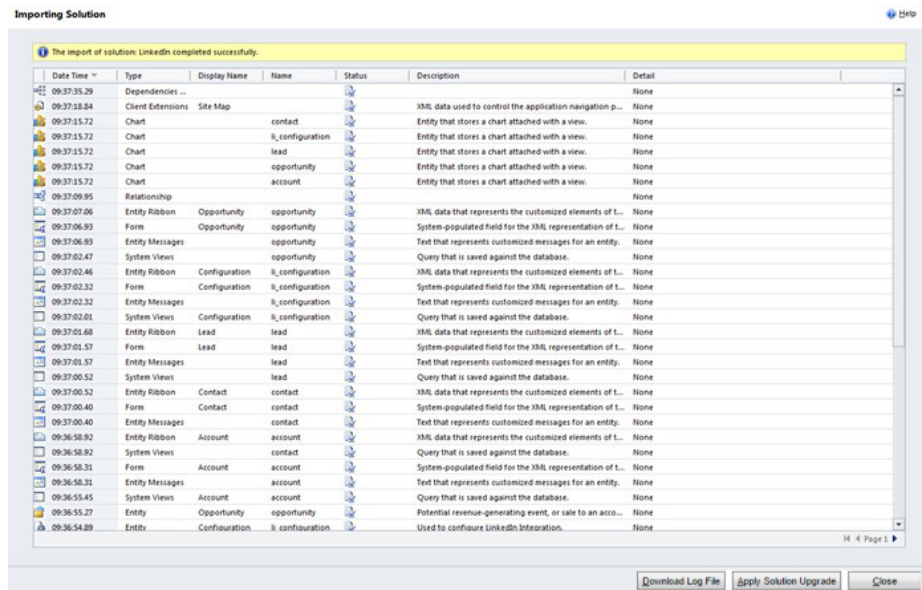 Importing Solution
Help
The import of solution: LinkedIn completed successfully.
Date Time Type Display Name Name Status Description Detail
09:37:35.29 Dependencies ... None
09:37:18.84 Client Extensions Site Map XML data used to control the application navigation p... None
09:37:15.72 Chart contact Entity that stores a chart attached with a view. None
09:37:15.72 Chart li_configuration Entity that stores a chart attached with a view. None
09:37:15.72 Chart lead Entity that stores a chart attached with a view. None
09:37:15.72 Chart opportunity Entity that stores a chart attached with a view. None
09:37:15.72 Chart account Entity that stores a chart attached with a view. None
09:37:09.95 Relationship None
09:37:07.06 Entity Ribbon Opportunity opportunity XML data that represents the customized elements of t... None
09:37:06.93 Form Opportunity opportunity System-populated field for the XML representation of t... None
09:37:06.93 Entity Messages opportunity Text that represents customized messages for an entity. None
09:37:02.47 System Views opportunity Query that is saved against the database. None
09:37:02.46 Entity Ribbon Configuration li_configuration XML data that represents the customized elements of t... None
09:37:02.32 Form Configuration li_configuration System-populated field for the XML representation of t... None
09:37:02.32 Entity Messages li_configuration Text that represents customized messages for an entity. None
09:37:02.01 System Views Configuration li_configuration Query that is saved against the database. None
09:37:01.68 Entity Ribbon Lead lead XML data that represents the customized elements of t... None
09:37:01.57 Form Lead lead System-populated field for the XML representation of t... None
09:37:01.57 Entity Messages lead Text that represents customized messages for an entity. None
09:37:00.52 System Views lead Query that is saved against the database. None
09:37:00.52 Entity Ribbon Contact contact XML data that represents the customized elements of t... None
09:37:00.40 Form Contact contact System-populated field for the XML representation of t... None
09:37:00.40 Entity Messages contact Text that represents customized messages for an entity. None
09:36:58.92 Entity Ribbon Account account XML data that represents the customized elements of t... None
09:36:58.92 System Views contact Query that is saved against the database. None
09:36:58.31 Form Account account System-populated field for the XML representation of t... None
09:36:58.31 Entity Messages account Text that represents customized messages for an entity. None
09:36:55.45 System Views Account account Query that is saved against the database. None
09:36:55.27 Entity Opportunity opportunity Potential revenue-generating event, or sale to an acco... None
09:36:54.89 Entity Configuration li_configuration Used to configure LinkedIn Integration. None
Page 1
Download Log File Apply Solution Upgrade Close